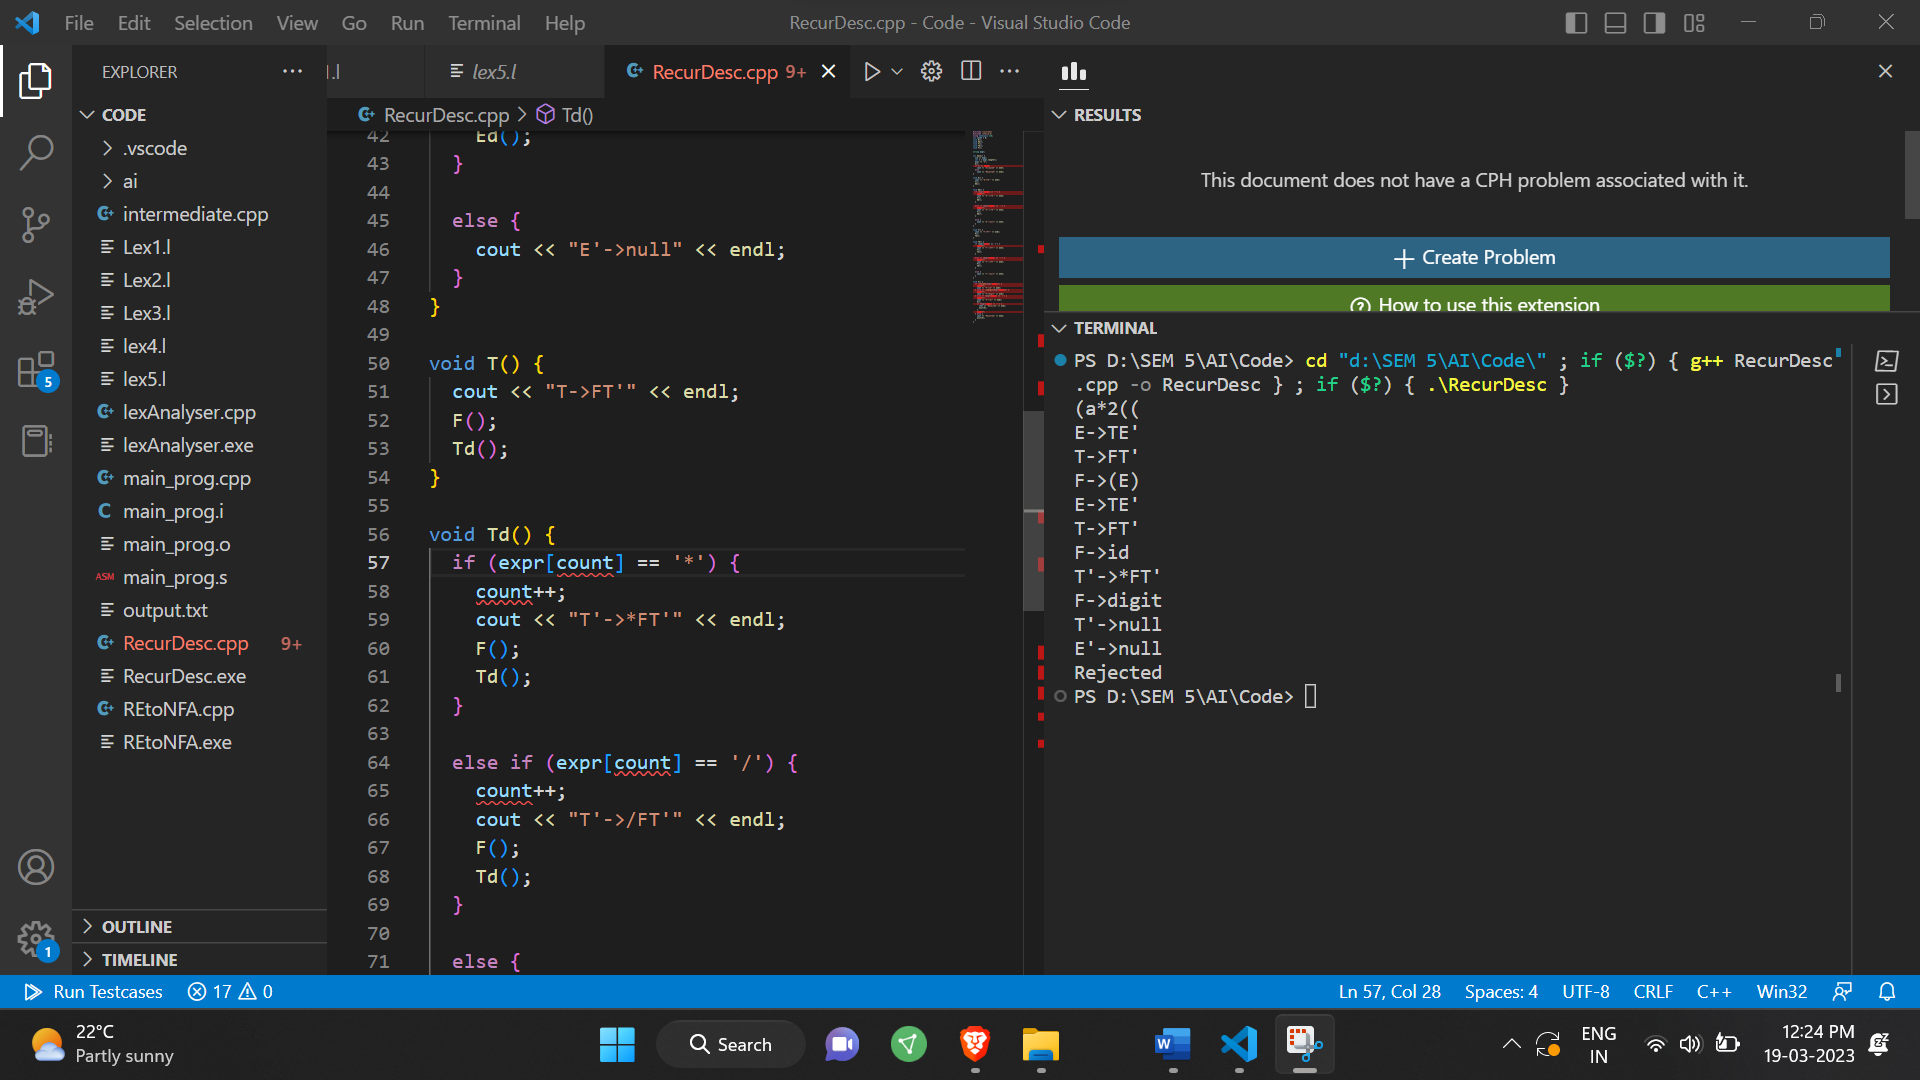 File Edit Selection View Go Run Terminal Help
RecurDesc.cpp - Code - Visual Studio Code
EXPLORER
CODE
.vscode
ai
intermediate.cpp
Lex1.l
Lex2.l
Lex3.l
lex4.l
lex5.l
lexAnalyser.cpp
lexAnalyser.exe
main_prog.cpp
C main_prog.i
main_prog.o
ASM main_prog.s
output.txt
RecurDesc.cpp 9+
RecurDesc.exe
REtoNFA.cpp
REtoNFA.exe
OUTLINE
TIMELINE
5
1
.l
lex5.l
RecurDesc.cpp 9+
RecurDesc.cpp > Td()
42 Ed();
43 }
44
45 else {
46 cout << "E'->null" << endl;
47 }
48 }
49
50 void T() {
51 cout << "T->FT'" << endl;
52 F();
53 Td();
54 }
55
56 void Td() {
57 if (expr[count] == '*') {
58 count++;
59 cout << "T'->*FT'" << endl;
60 F();
61 Td();
62 }
63
64 else if (expr[count] == '/') {
65 count++;
66 cout << "T'->/FT'" << endl;
67 F();
68 Td();
69 }
70
71 else {
RESULTS
This document does not have a CPH problem associated with it.
+ Create Problem
How to use this extension
TERMINAL
PS D:\SEM 5\AI\Code> cd "d:\SEM 5\AI\Code\" ; if ($?) { g++ RecurDesc
.cpp -o RecurDesc } ; if ($?) { .\RecurDesc }
(a*2((
E->TE'
T->FT'
F->(E)
E->TE'
T->FT'
F->id
T'->*FT'
F->digit
T'->null
E'->null
Rejected
PS D:\SEM 5\AI\Code>
Run Testcases 17 0
Ln 57, Col 28 Spaces: 4 UTF-8 CRLF C++ Win32
22°C
Partly sunny
Search
W
ENG
IN
12:24 PM
19-03-2023